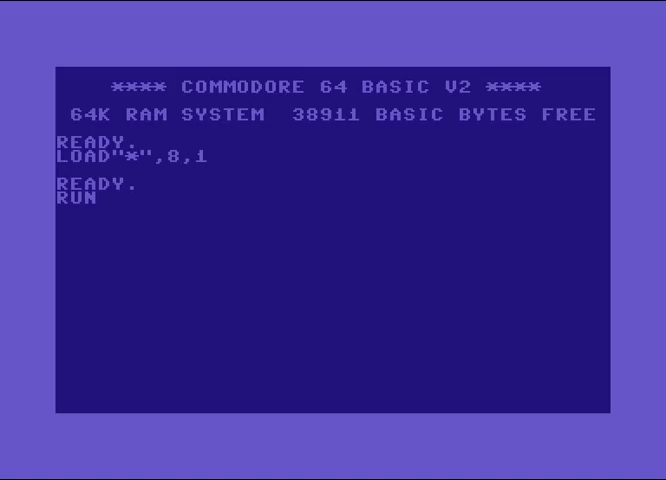 **** COMMODORE 64 BASIC V2 ****
64K RAM SYSTEM  38911 BASIC BYTES FREE
READY.
LOAD"*",8,1
READY.
RUN